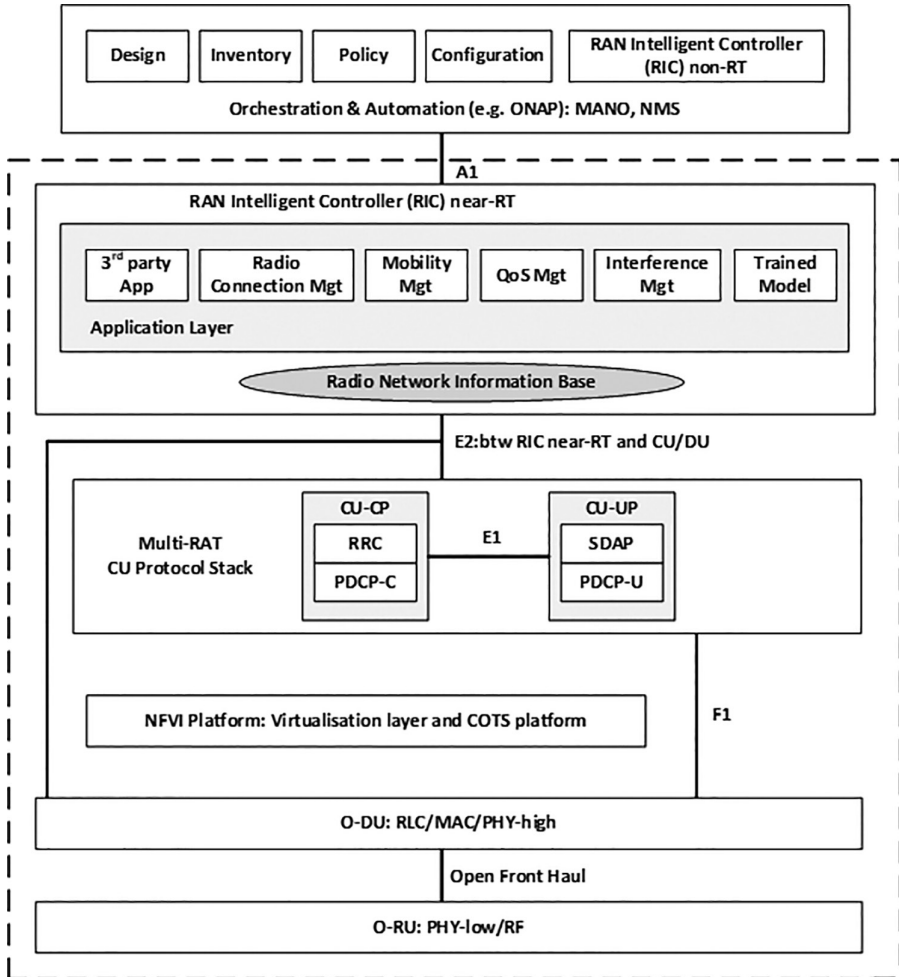 Design
Inventory
Policy
Configuration
RAN Intelligent Controller
(RIC) non-RT
Orchestration & Automation (e.g. ONAP): MANO, NMS
A1
RAN Intelligent Controller (RIC) near-RT
3rd party
App
Radio
Connection Mgt
Mobility
Mgt
QoS Mgt
Interference
Mgt
Trained
Model
Application Layer
Radio Network Information Base
E2:btw RIC near-RT and CU/DU
Multi-RAT
CU Protocol Stack
CU-CP
RRC
PDCP-C
E1
CU-UP
SDAP
PDCP-U
NFVI Platform: Virtualisation layer and COTS platform
F1
O-DU: RLC/MAC/PHY-high
Open Front Haul
O-RU: PHY-low/RF